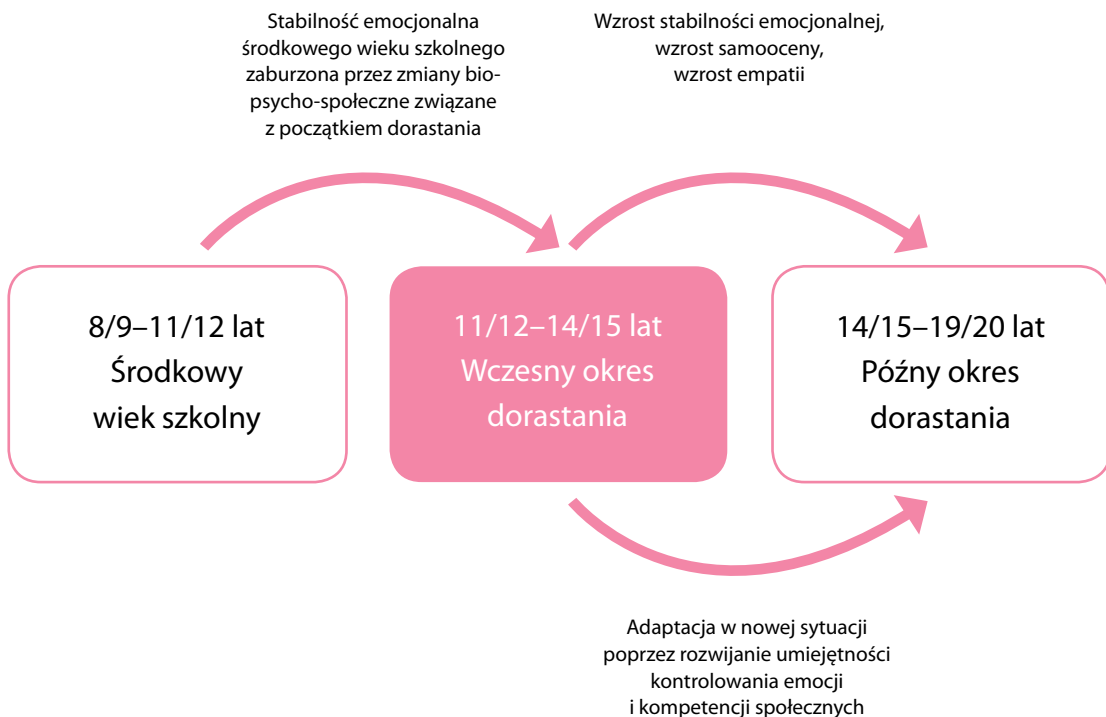 Stabilność emocjonalna
środkowego wieku szkolnego
zaburzona przez zmiany bio-
psycho-społeczne związane
z początkiem dorastania
Wzrost stabilności emocjonalnej,
wzrost samooceny,
wzrost empatii
8/9–11/12 lat
Środkowy
wiek szkolny
11/12–14/15 lat
Wczesny okres
dorastania
14/15–19/20 lat
Późny okres
dorastania
Adaptacja w nowej sytuacji
poprzez rozwijanie umiejętności
kontrolowania emocji
i kompetencji społecznych